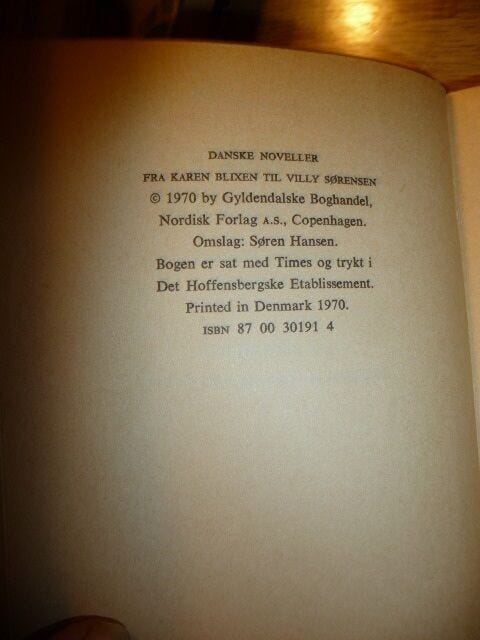 DANSKE NOVELLER
FRA KAREN BLIXEN TIL VILLY SØRENSEN
© 1970 by Gyldendalske Boghandel,
Nordisk Forlag A.S., Copenhagen.
Omslag: Søren Hansen.
Bogen er sat med Times og trykt i
Det Hoffensbergske Etablissement.
Printed in Denmark 1970.
ISBN 87 00 30191 4